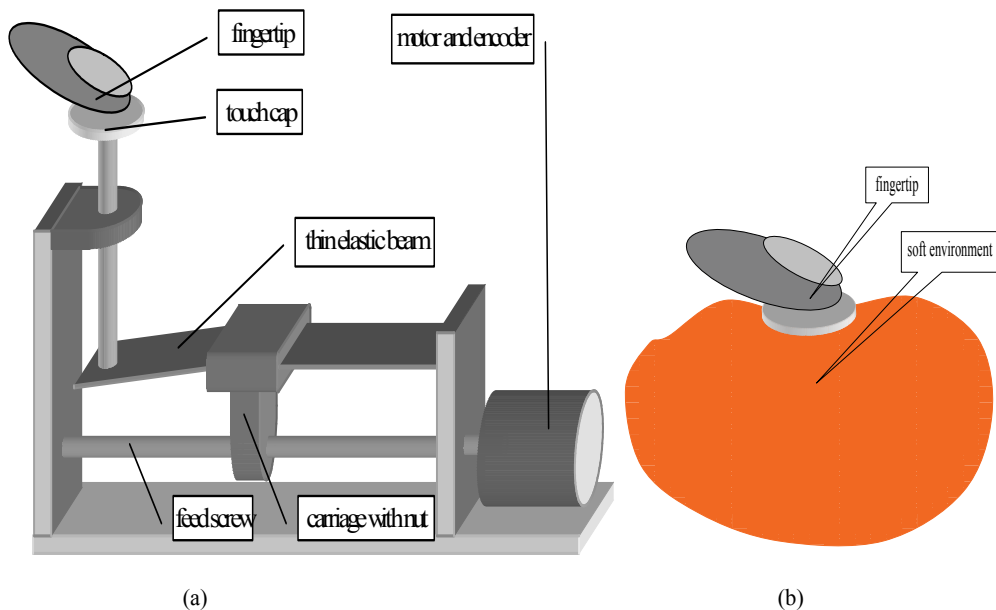 fingertip
motor and encoder
touch cap
fingertip
thin elastic beam
soft environment
feed screw
carriage with nut
(a)
(b)